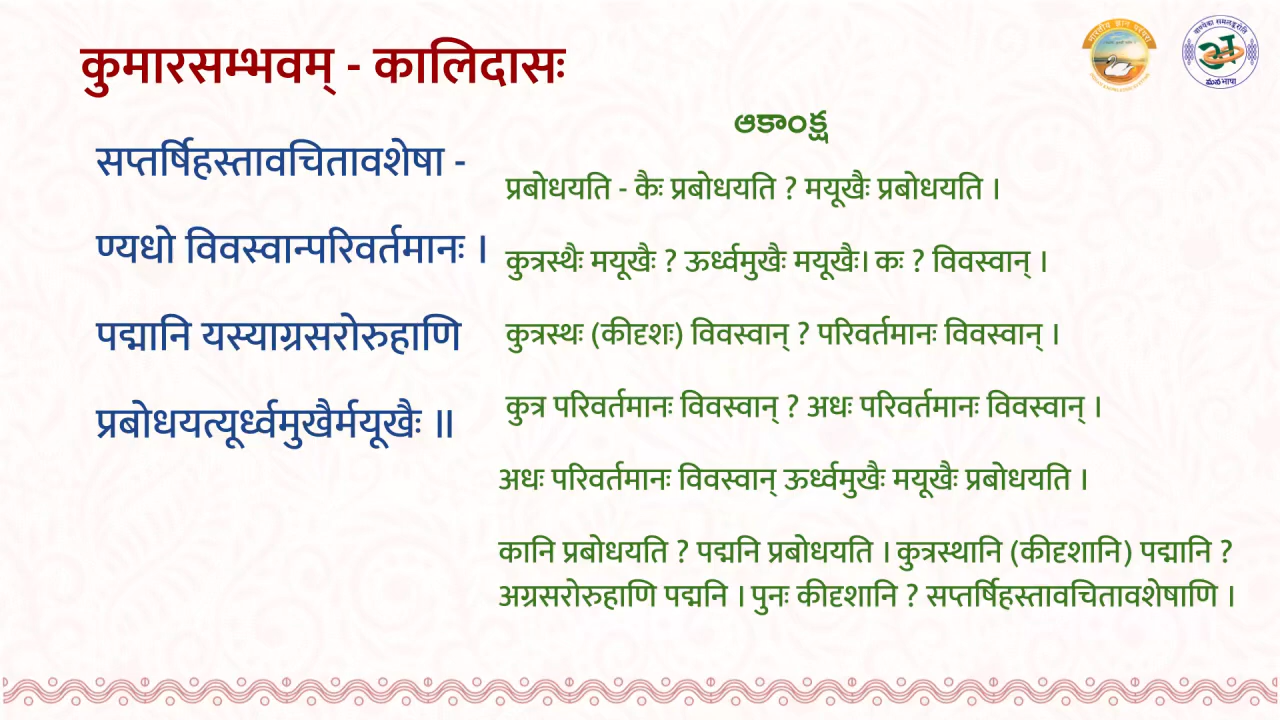 कुमारसम्भवम् - कालिदासः
सप्तर्षिहस्तावचितावशेषा -
ण्यधो विवस्वान्परिवर्तमानः ।
पद्मानि यस्याग्रसरोरुहाणि
प्रबोधयत्यूर्ध्वमुखैर्मयूखैः ॥
ఆకాంక్ష
प्रबोधयति - कैः प्रबोधयति ? मयूखैः प्रबोधयति ।
कुत्रस्थैः मयूखैः ? ऊर्ध्वमुखैः मयूखैः। कः ? विवस्वान् ।
कुत्रस्थः (कीदृशः) विवस्वान् ? परिवर्तमानः विवस्वान् ।
कुत्र परिवर्तमानः विवस्वान् ? अधः परिवर्तमानः विवस्वान् ।
अधः परिवर्तमानः विवस्वान् ऊर्ध्वमुखैः मयूखैः प्रबोधयति ।
कानि प्रबोधयति ? पद्मनि प्रबोधयति । कुत्रस्थानि (कीदृशानि) पद्मानि ?
अग्रसरोरुहाणि पद्मनि । पुनः कीदृशानि ? सप्तर्षिहस्तावचितावशेषाणि ।